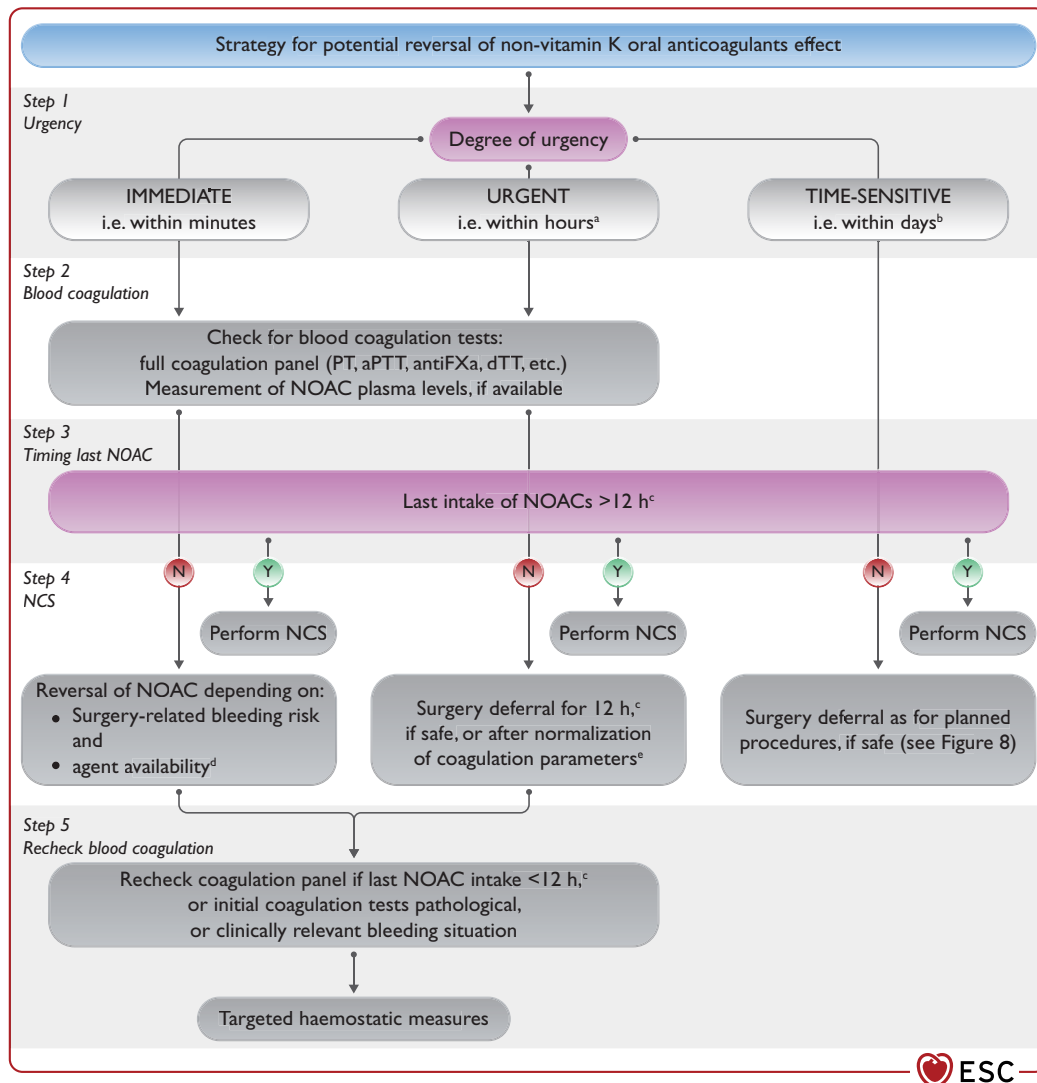 Strategy for potential reversal of non-vitamin K oral anticoagulants effect
Step 1
Urgency
Degree of urgency
IMMEDIATE
i.e. within minutes
URGENT
i.e. within hoursᵃ
TIME-SENSITIVE
i.e. within daysᵇ
Step 2
Blood coagulation
Check for blood coagulation tests:
full coagulation panel (PT, aPTT, antiFXa, dTT, etc.)
Measurement of NOAC plasma levels, if available
Step 3
Timing last NOAC
Last intake of NOACs >12 hᶜ
Step 4
NCS
N
Y
N
Y
N
Y
Perform NCS
Perform NCS
Perform NCS
Reversal of NOAC depending on:
• Surgery-related bleeding risk
and
• agent availabilityᵈ
Surgery deferral for 12 h,ᶜ
if safe, or after normalization
of coagulation parametersᵉ
Surgery deferral as for planned
procedures, if safe (see Figure 8)
Step 5
Recheck blood coagulation
Recheck coagulation panel if last NOAC intake <12 h,ᶜ
or initial coagulation tests pathological,
or clinically relevant bleeding situation
Targeted haemostatic measures
ESC